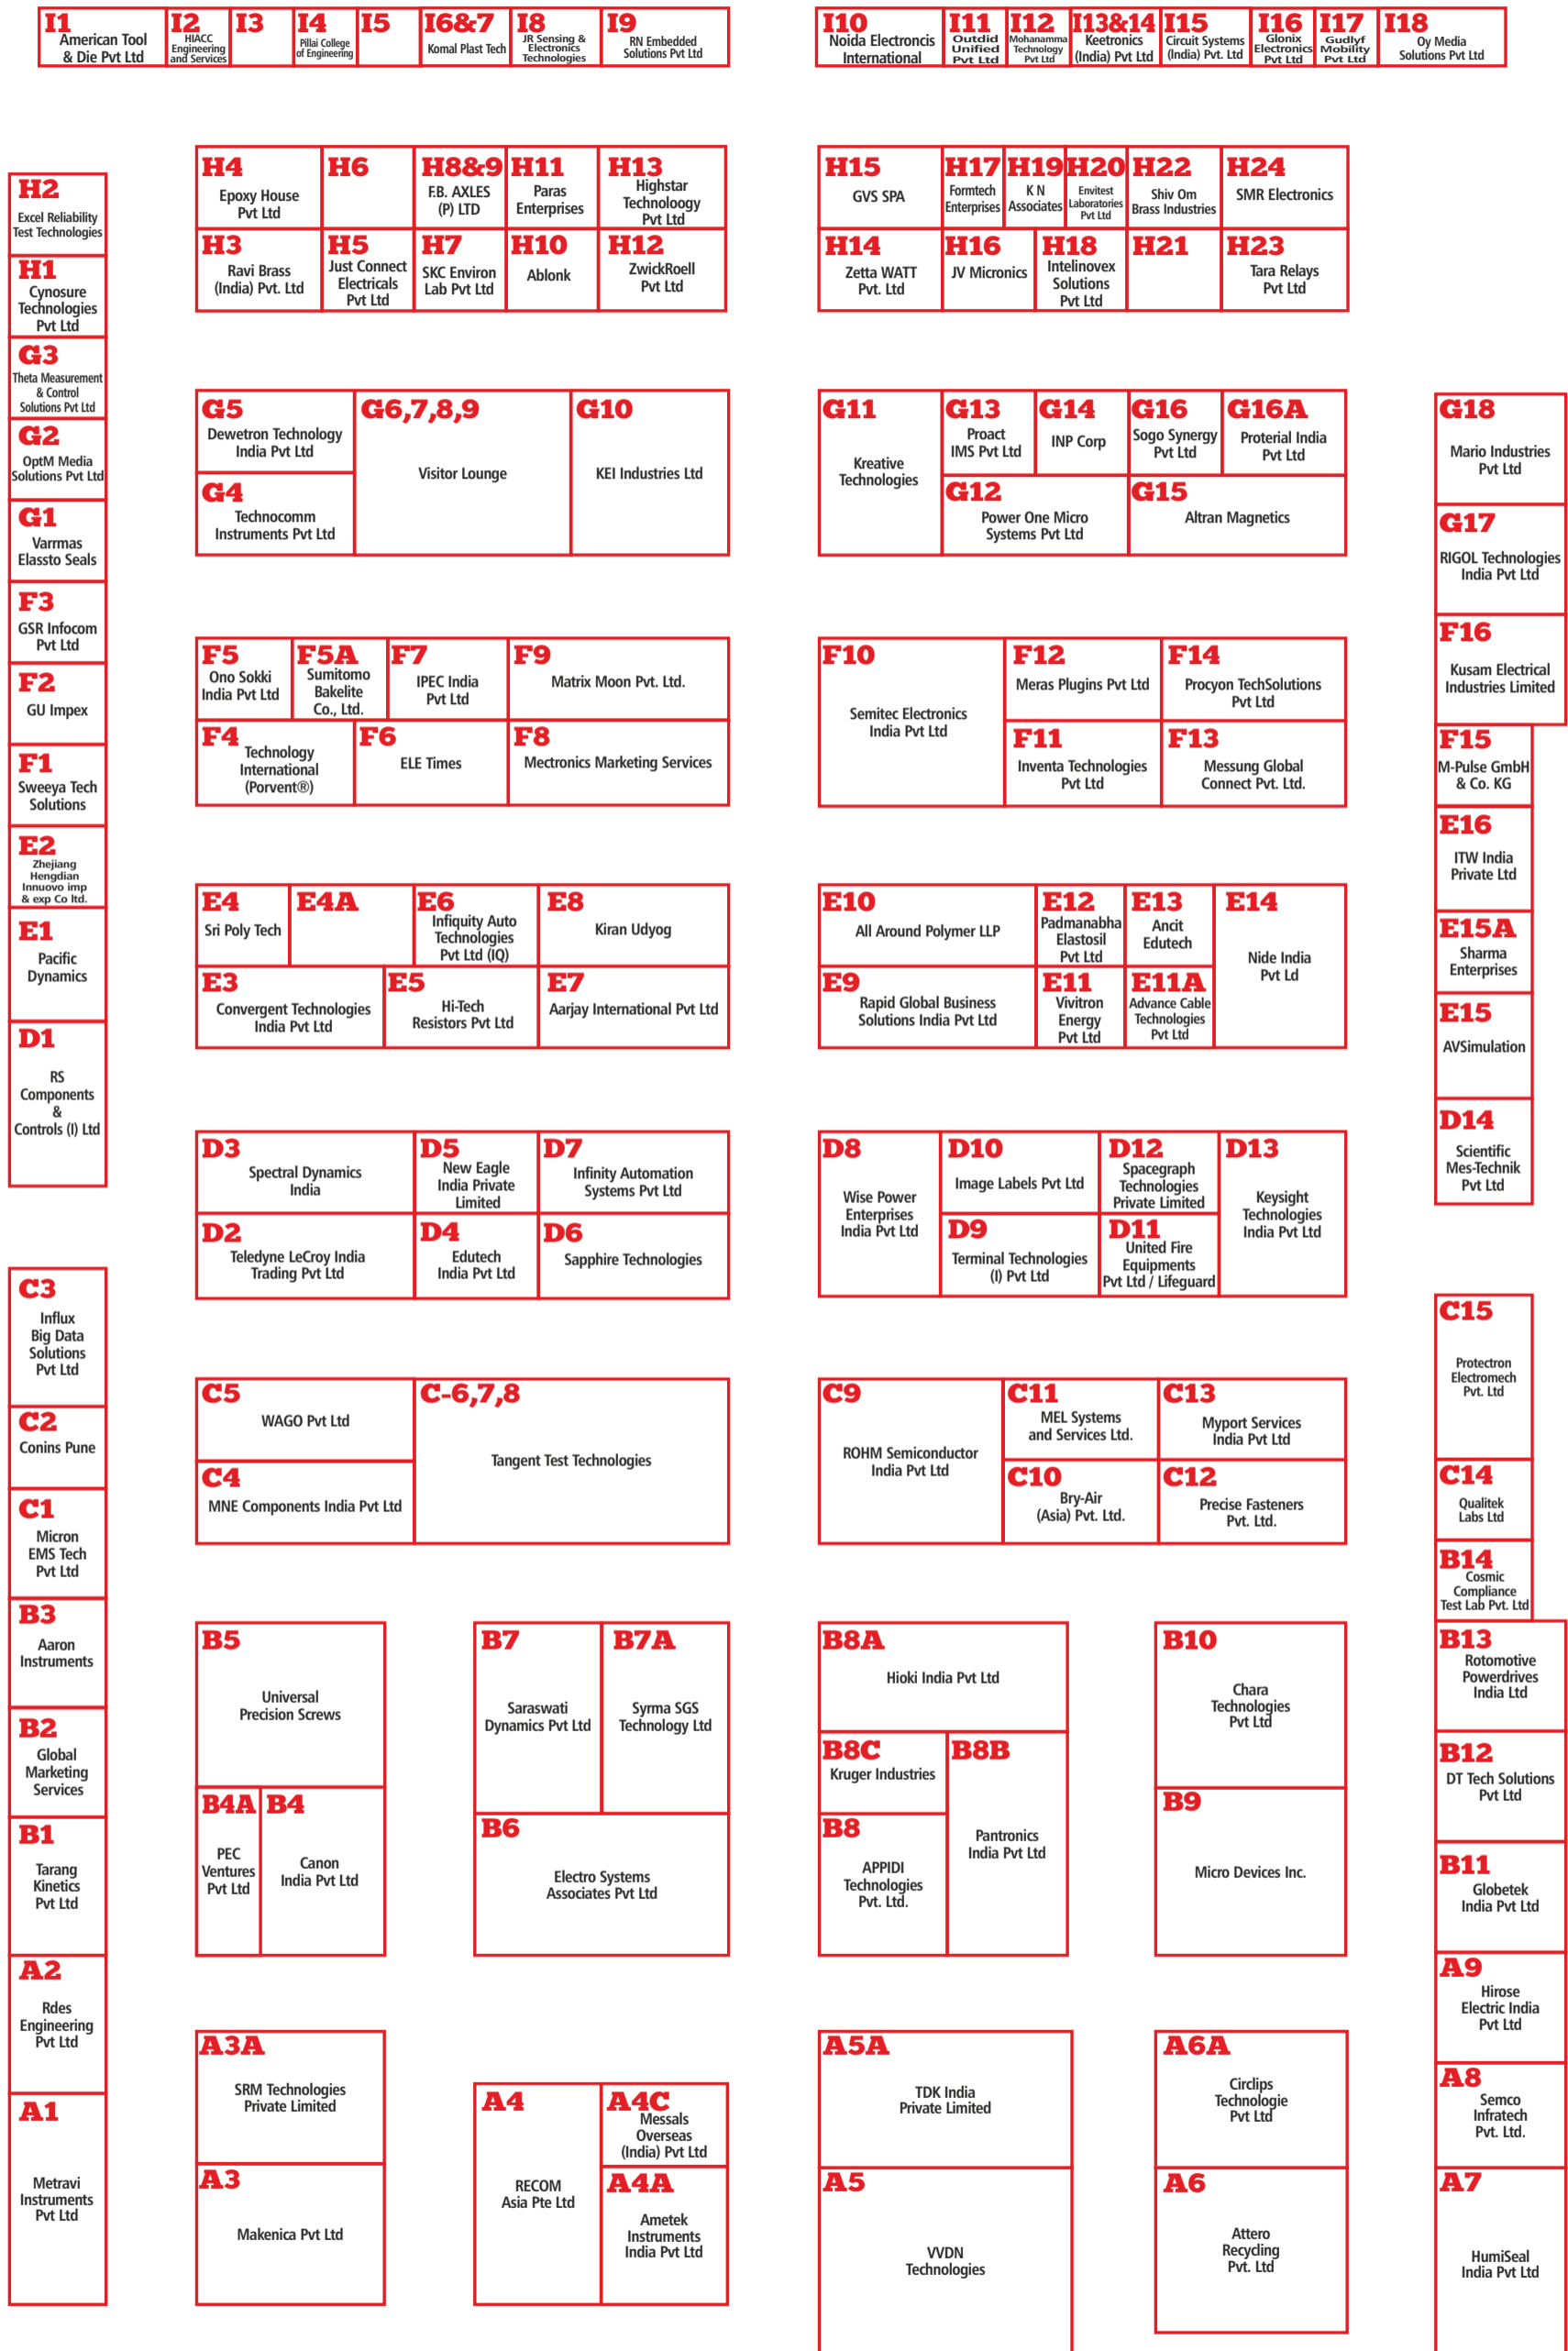 I1
American Tool
& Die Pvt Ltd
I2
HIACC
Engineering
and Services
I3
I4
Pillai College
of Engineering
I5
I6&7
Komal Plast Tech
I8
JR Sensing &
Electronics
Technologies
I9
RN Embedded
Solutions Pvt Ltd
I10
Noida Electroncis
International
I11
Outdid
Unified
Pvt Ltd
I12
Mohanamma
Technology
Pvt Ltd
I13&14
Keetronics
(India) Pvt Ltd
I15
Circuit Systems
(India) Pvt. Ltd
I16
Glonix
Electronics
Pvt Ltd
I17
Gudlyf
Mobility
Pvt Ltd
I18
Oy Media
Solutions Pvt Ltd
H2
Excel Reliability
Test Technologies
H1
Cynosure
Technologies
Pvt Ltd
G3
Theta Measurement
& Control
Solutions Pvt Ltd
G2
OptM Media
Solutions Pvt Ltd
G1
Varrmas
Elassto Seals
F3
GSR Infocom
Pvt Ltd
F2
GU Impex
F1
Sweeya Tech
Solutions
E2
Zhejiang
Hengdian
Innuovo imp
& exp Co ltd.
E1
Pacific
Dynamics
D1
RS
Components
&
Controls (I) Ltd
C3
Influx
Big Data
Solutions
Pvt Ltd
C2
Conins Pune
C1
Micron
EMS Tech
Pvt Ltd
B3
Aaron
Instruments
B2
Global
Marketing
Services
B1
Tarang
Kinetics
Pvt Ltd
A2
Rdes
Engineering
Pvt Ltd
A1
Metravi
Instruments
Pvt Ltd
H4
Epoxy House
Pvt Ltd
H6
H8&9
F.B. AXLES
(P) LTD
H11
Paras
Enterprises
H13
Highstar
Technoloogy
Pvt Ltd
H3
Ravi Brass
(India) Pvt. Ltd
H5
Just Connect
Electricals
Pvt Ltd
H7
SKC Environ
Lab Pvt Ltd
H10
Ablonk
H12
ZwickRoell
Pvt Ltd
H15
GVS SPA
H17
Formtech
Enterprises
H19
K N
Associates
H20
Envitest
Laboratories
Pvt Ltd
H22
Shiv Om
Brass Industries
H24
SMR Electronics
H14
Zetta WATT
Pvt. Ltd
H16
JV Micronics
H18
Intelinovex
Solutions
Pvt Ltd
H21
H23
Tara Relays
Pvt Ltd
G5
Dewetron Technology
India Pvt Ltd
G4
Technocomm
Instruments Pvt Ltd
G6,7,8,9
Visitor Lounge
G10
KEI Industries Ltd
G11
Kreative
Technologies
G13
Proact
IMS Pvt Ltd
G14
INP Corp
G16
Sogo Synergy
Pvt Ltd
G16A
Proterial India
Pvt Ltd
G12
Power One Micro
Systems Pvt Ltd
G15
Altran Magnetics
G18
Mario Industries
Pvt Ltd
G17
RIGOL Technologies
India Pvt Ltd
F16
Kusam Electrical
Industries Limited
F15
M-Pulse GmbH
& Co. KG
E16
ITW India
Private Ltd
E15A
Sharma
Enterprises
E15
AVSimulation
D14
Scientific
Mes-Technik
Pvt Ltd
F5
Ono Sokki
India Pvt Ltd
F5A
Sumitomo
Bakelite
Co., Ltd.
F7
IPEC India
Pvt Ltd
F9
Matrix Moon Pvt. Ltd.
F4
Technology
International
(Porvent®)
F6
ELE Times
F8
Mectronics Marketing Services
F10
Semitec Electronics
India Pvt Ltd
F12
Meras Plugins Pvt Ltd
F14
Procyon TechSolutions
Pvt Ltd
F11
Inventa Technologies
Pvt Ltd
F13
Messung Global
Connect Pvt. Ltd.
E4
Sri Poly Tech
E4A
E6
Infiquity Auto
Technologies
Pvt Ltd (IQ)
E8
Kiran Udyog
E3
Convergent Technologies
India Pvt Ltd
E5
Hi-Tech
Resistors Pvt Ltd
E7
Aarjay International Pvt Ltd
E10
All Around Polymer LLP
E12
Padmanabha
Elastosil
Pvt Ltd
E13
Ancit
Edutech
E14
Nide India
Pvt Ld
E9
Rapid Global Business
Solutions India Pvt Ltd
E11
Vivitron
Energy
Pvt Ltd
E11A
Advance Cable
Technologies
Pvt Ltd
D3
Spectral Dynamics
India
D5
New Eagle
India Private
Limited
D7
Infinity Automation
Systems Pvt Ltd
D2
Teledyne LeCroy India
Trading Pvt Ltd
D4
Edutech
India Pvt Ltd
D6
Sapphire Technologies
D8
Wise Power
Enterprises
India Pvt Ltd
D10
Image Labels Pvt Ltd
D12
Spacegraph
Technologies
Private Limited
D13
Keysight
Technologies
India Pvt Ltd
D9
Terminal Technologies
(I) Pvt Ltd
D11
United Fire
Equipments
Pvt Ltd / Lifeguard
C5
WAGO Pvt Ltd
C4
MNE Components India Pvt Ltd
C-6,7,8
Tangent Test Technologies
C9
ROHM Semiconductor
India Pvt Ltd
C11
MEL Systems
and Services Ltd.
C13
Myport Services
India Pvt Ltd
C10
Bry-Air
(Asia) Pvt. Ltd.
C12
Precise Fasteners
Pvt. Ltd.
C15
Protectron
Electromech
Pvt. Ltd
C14
Qualitek
Labs Ltd
B14
Cosmic
Compliance
Test Lab Pvt. Ltd
B13
Rotomotive
Powerdrives
India Ltd
B12
DT Tech Solutions
Pvt Ltd
B11
Globetek
India Pvt Ltd
A9
Hirose
Electric India
Pvt Ltd
A8
Semco
Infratech
Pvt. Ltd.
A7
HumiSeal
India Pvt Ltd
B5
Universal
Precision Screws
B4A
PEC
Ventures
Pvt Ltd
B4
Canon
India Pvt Ltd
B7
Saraswati
Dynamics Pvt Ltd
B7A
Syrma SGS
Technology Ltd
B6
Electro Systems
Associates Pvt Ltd
B8A
Hioki India Pvt Ltd
B8C
Kruger Industries
B8B
Pantronics
India Pvt Ltd
B8
APPIDI
Technologies
Pvt. Ltd.
B10
Chara
Technologies
Pvt Ltd
B9
Micro Devices Inc.
A3A
SRM Technologies
Private Limited
A3
Makenica Pvt Ltd
A4
RECOM
Asia Pte Ltd
A4C
Messals
Overseas
(India) Pvt Ltd
A4A
Ametek
Instruments
India Pvt Ltd
A5A
TDK India
Private Limited
A5
VVDN
Technologies
A6A
Circlips
Technologie
Pvt Ltd
A6
Attero
Recycling
Pvt. Ltd